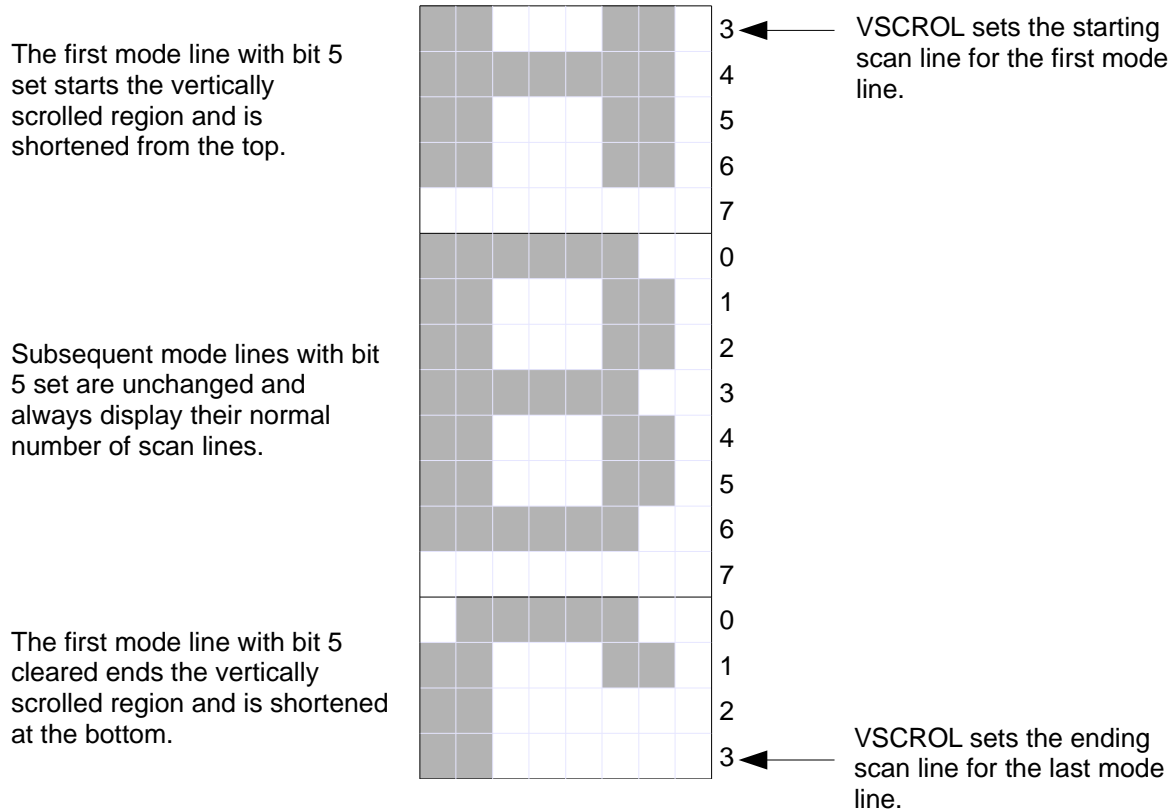 The first mode line with bit 5
set starts the vertically
scrolled region and is
shortened from the top.
3
4
5
6
7
VSCROL sets the starting
scan line for the first mode
line.
Subsequent mode lines with bit
5 set are unchanged and
always display their normal
number of scan lines.
0
1
2
3
4
5
6
7
The first mode line with bit 5
cleared ends the vertically
scrolled region and is shortened
at the bottom.
0
1
2
3
VSCROL sets the ending
scan line for the last mode
line.